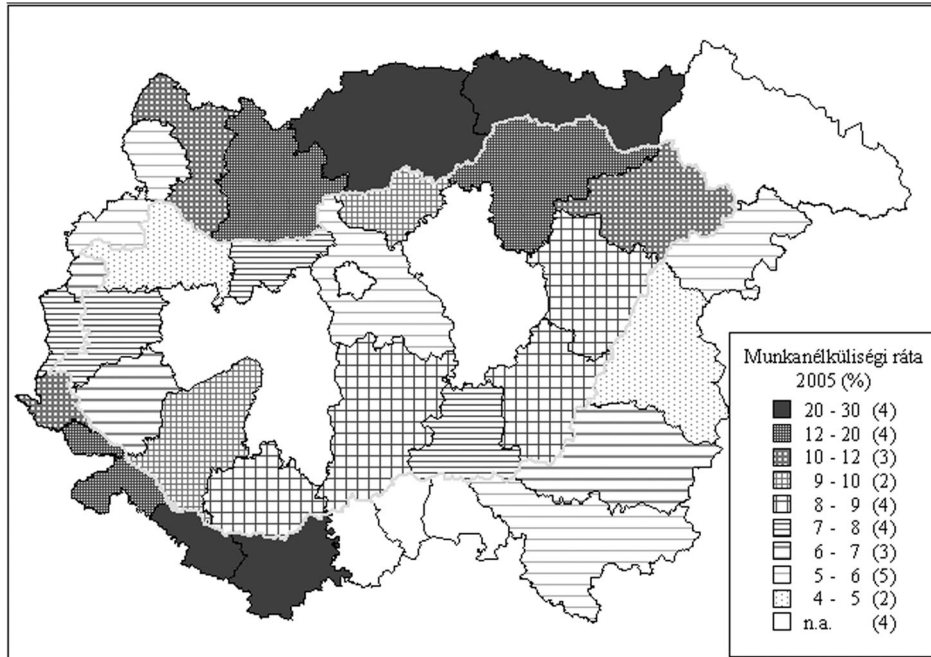 Munkanélküliségi ráta
2005 (%)
20 - 30 (4)
12 - 20 (4)
10 - 12 (3)
9 - 10 (2)
8 - 9 (4)
7 - 8 (4)
6 - 7 (3)
5 - 6 (5)
4 - 5 (2)
n.a. (4)